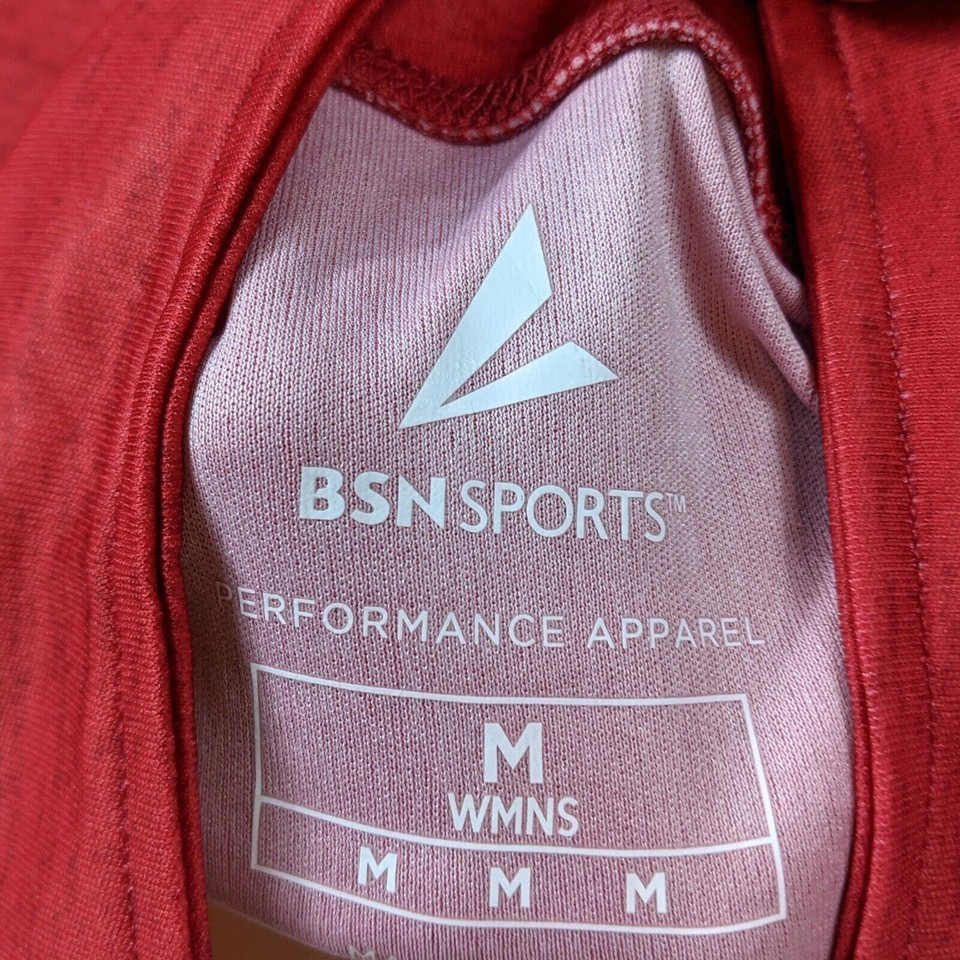 BSN SPORTS™
PERFORMANCE APPAREL
M
WMNS
M M M